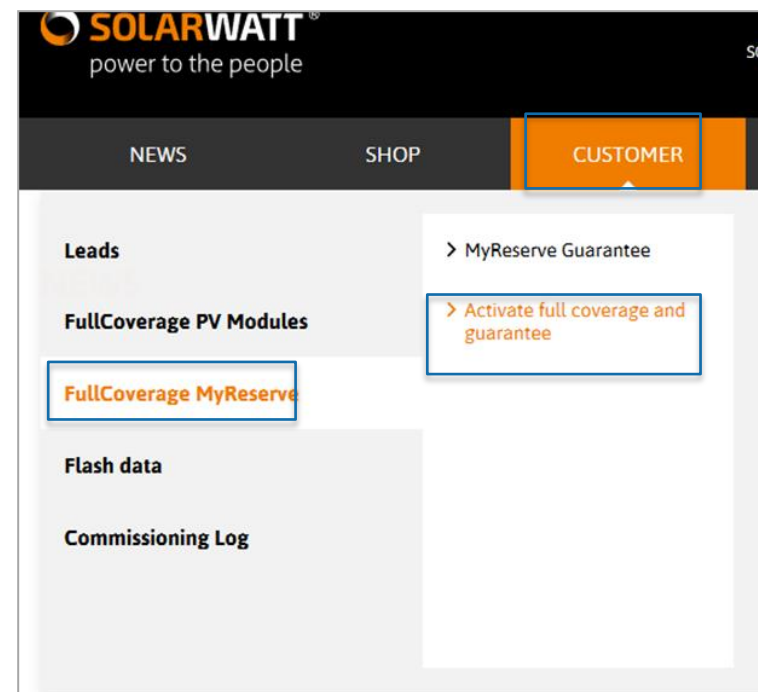 SOLARWATT®
power to the people
NEWS SHOP CUSTOMER
Leads
FullCoverage PV Modules
FullCoverage MyReserve
Flash data
Commissioning Log
> MyReserve Guarantee
> Activate full coverage and
guarantee